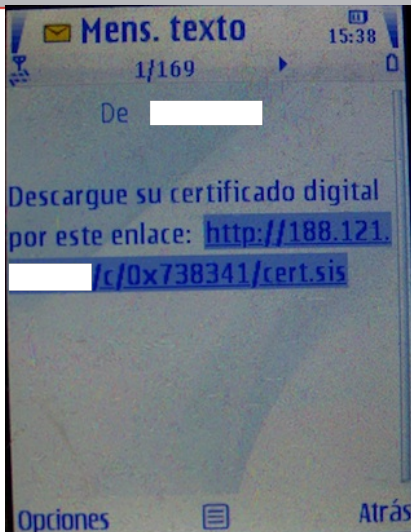 Mens. texto
15:38
1/169
De
Descargue su certificado digital
por este enlace: http://188.121.
/c/0x738341/cert.sis
Opciones
Atrás